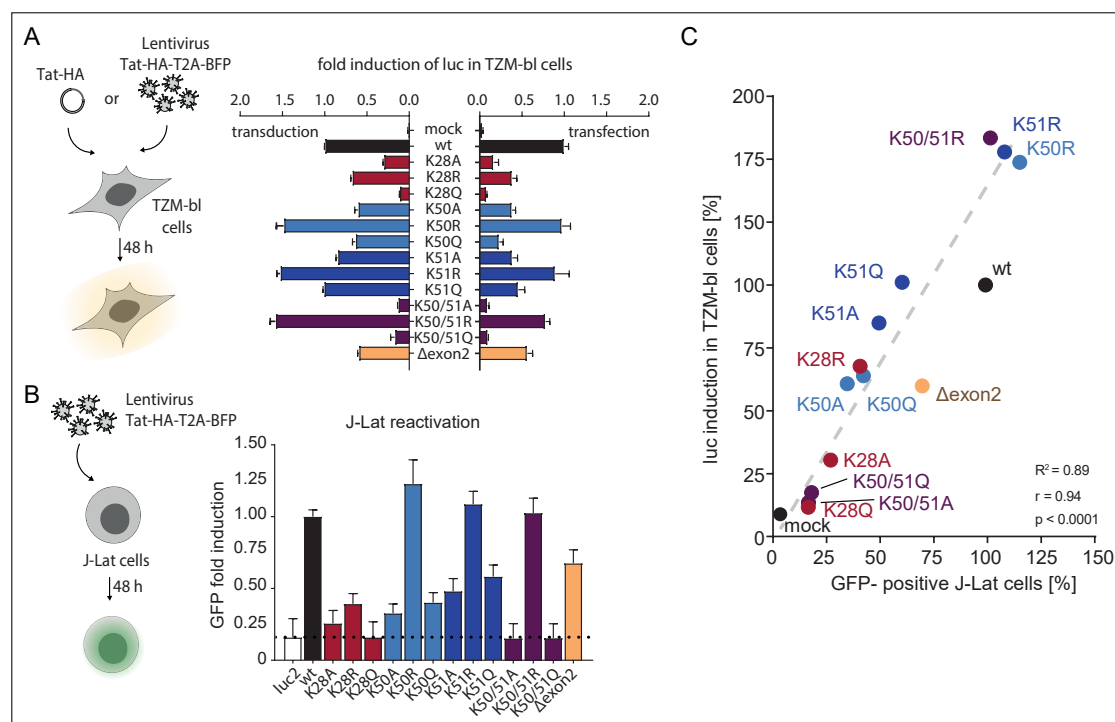 A
Lentivirus
Tat-HA-T2A-BFP
Tat-HA
or
TZM-bl
cells
48 h
fold induction of luc in TZM-bl cells
2.0 1.5 1.0 0.5 0.0 0.0 0.5 1.0 1.5 2.0
transduction mock transfection
wt
K28A
K28R
K28Q
K50A
K50R
K50Q
K51A
K51R
K51Q
K50/51A
K50/51R
K50/51Q
Δexon2
B
Lentivirus
Tat-HA-T2A-BFP
J-Lat cells
48 h
J-Lat reactivation
GFP fold induction
1.50
1.25
1.00
0.75
0.50
0.25
0
luc2 wt K28A K28R K28Q K50A K50R K50Q K51A K51R K51Q K50/51A K50/51R K50/51Q Δexon2
C
luc induction in TZM-bl cells [%]
200
175
150
125
100
75
50
25
0
K50/51R
K51R
K50R
K51Q
wt
K51A
K28R
K50A
K50Q
Δexon2
K28A
K50/51Q
K50/51A
K28Q
mock
R² = 0.89
r = 0.94
p < 0.0001
0 25 50 75 100 125 150
GFP- positive J-Lat cells [%]